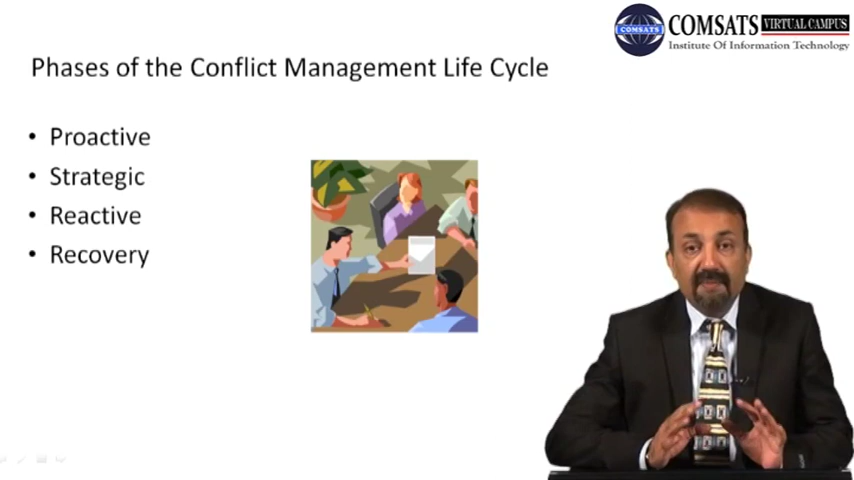 COMSATS VIRTUAL CAMPUS
COMSATS
Institute Of Information Technology
Phases of the Conflict Management Life Cycle
• Proactive
• Strategic
• Reactive
• Recovery